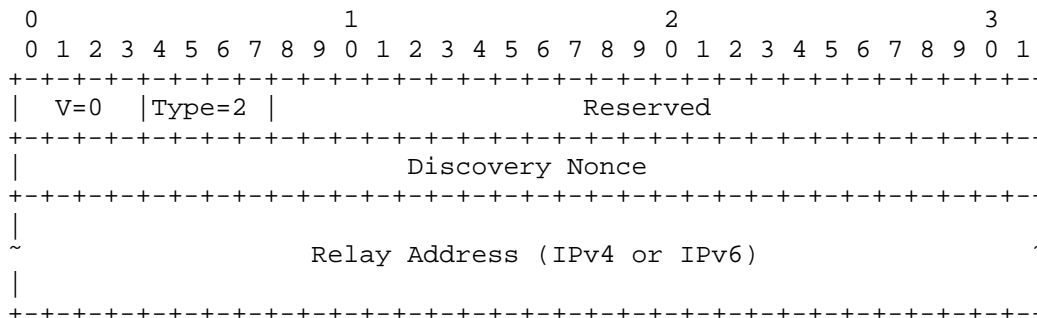 0                   1                   2                   3
 0 1 2 3 4 5 6 7 8 9 0 1 2 3 4 5 6 7 8 9 0 1 2 3 4 5 6 7 8 9 0 1
+-+-+-+-+-+-+-+-+-+-+-+-+-+-+-+-+-+-+-+-+-+-+-+-+-+-+-+-+-+-+-+--
|  V=0  |Type=2 |                   Reserved
+-+-+-+-+-+-+-+-+-+-+-+-+-+-+-+-+-+-+-+-+-+-+-+-+-+-+-+-+-+-+-+--
|                        Discovery Nonce
+-+-+-+-+-+-+-+-+-+-+-+-+-+-+-+-+-+-+-+-+-+-+-+-+-+-+-+-+-+-+-+--
|
~                  Relay Address (IPv4 or IPv6)                 ~
|
+-+-+-+-+-+-+-+-+-+-+-+-+-+-+-+-+-+-+-+-+-+-+-+-+-+-+-+-+-+-+-+--